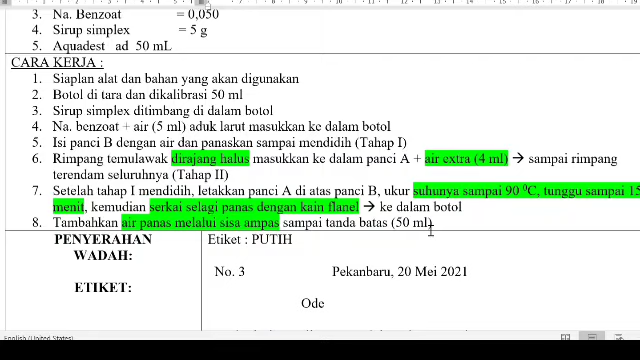 3. Na. Benzoat = 0,050
4. Sirup simplex = 5 g
5. Aquadest ad 50 mL
CARA KERJA :
1. Siaplan alat dan bahan yang akan digunakan
2. Botol di tara dan dikalibrasi 50 ml
3. Sirup simplex ditimbang di dalam botol
4. Na. benzoat + air (5 ml) aduk larut masukkan ke dalam botol
5. Isi panci B dengan air dan panaskan sampai mendidih (Tahap I)
6. Rimpang temulawak dirajang halus masukkan ke dalam panci A + air extra (4 ml) → sampai rimpang
terendam seluruhnya (Tahap II)
7. Setelah tahap I mendidih, letakkan panci A di atas panci B, ukur suhunya sampai 90 ⁰C, tunggu sampai 15
menit, kemudian serkai selagi panas dengan kain flanel → ke dalam botol
8. Tambahkan air panas melalui sisa ampas sampai tanda batas (50 ml)
PENYERAHAN
WADAH:
ETIKET:
Etiket : PUTIH
No. 3 Pekanbaru, 20 Mei 2021
Ode
English (United States)